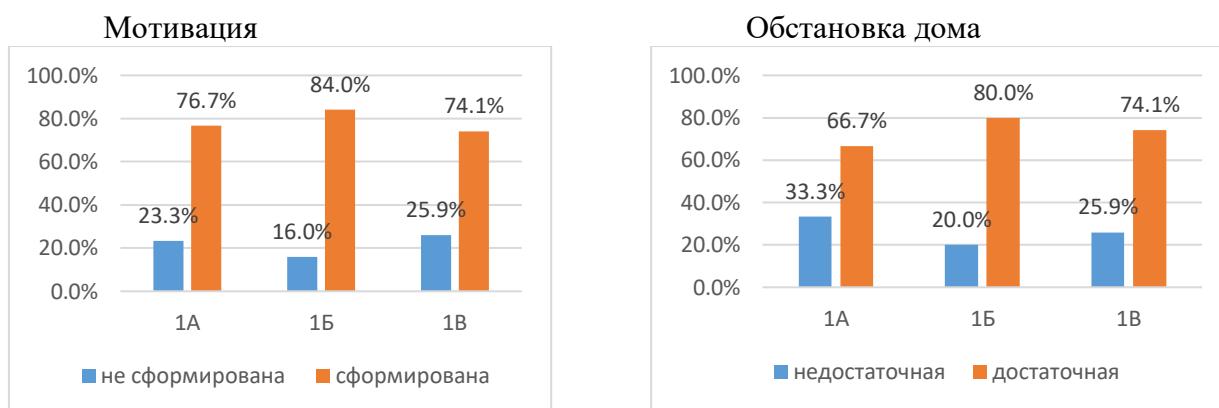 Мотивация
100.0%
80.0%
60.0%
40.0%
20.0%
0.0%
23.3%
76.7%
16.0%
84.0%
25.9%
74.1%
1А
1Б
1В
не сформирована
сформирована
Обстановка дома
100.0%
80.0%
60.0%
40.0%
20.0%
0.0%
33.3%
66.7%
20.0%
80.0%
25.9%
74.1%
1А
1Б
1В
недостаточная
достаточная